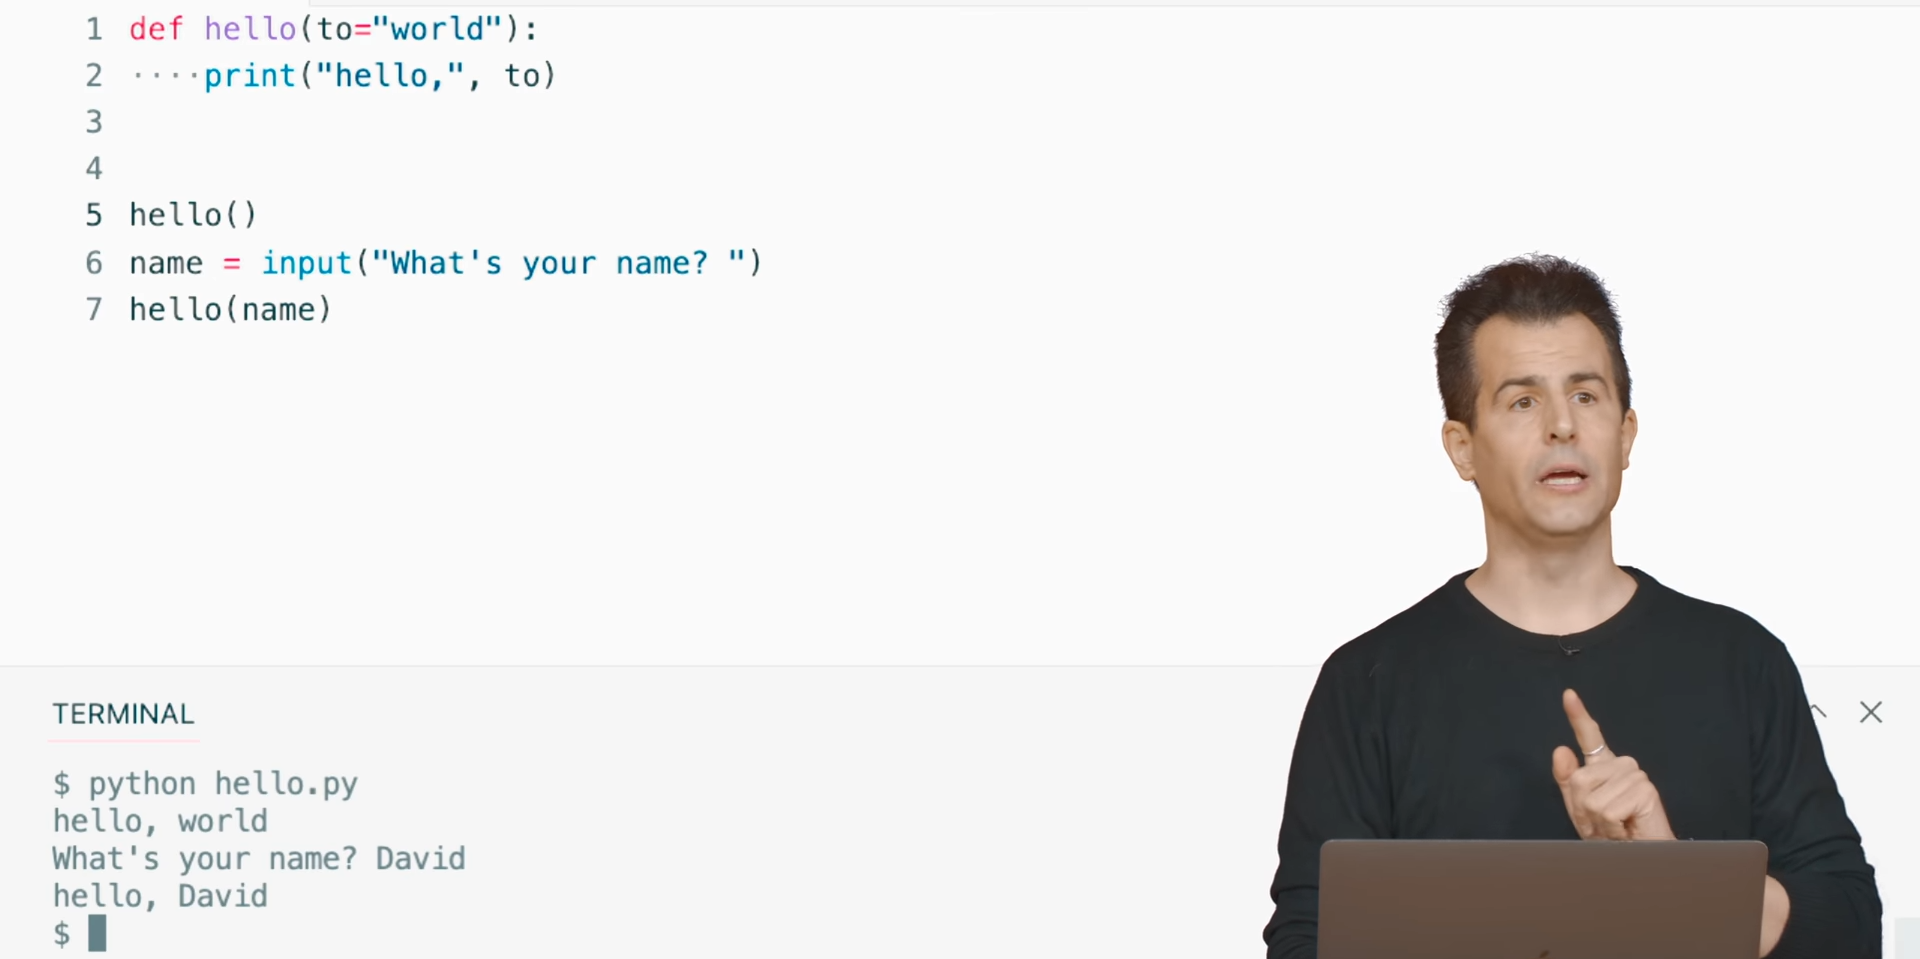 1 def hello(to="world"):
2 ····print("hello,", to)
3
4
5 hello()
6 name = input("What's your name? ")
7 hello(name)
TERMINAL
$ python hello.py
hello, world
What's your name? David
hello, David
$